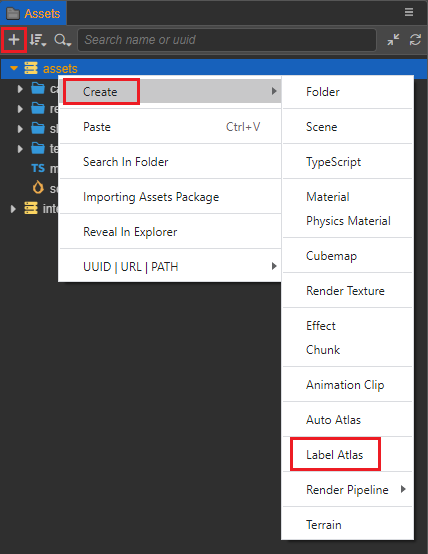 Assets
Search name or uuid
assets
ca
re
sl
te
TS m
sc
inte
Create
Paste Ctrl+V
Search In Folder
Importing Assets Package
Reveal In Explorer
UUID | URL | PATH
Folder
Scene
TypeScript
Material
Physics Material
Cubemap
Render Texture
Effect
Chunk
Animation Clip
Auto Atlas
Label Atlas
Render Pipeline
Terrain